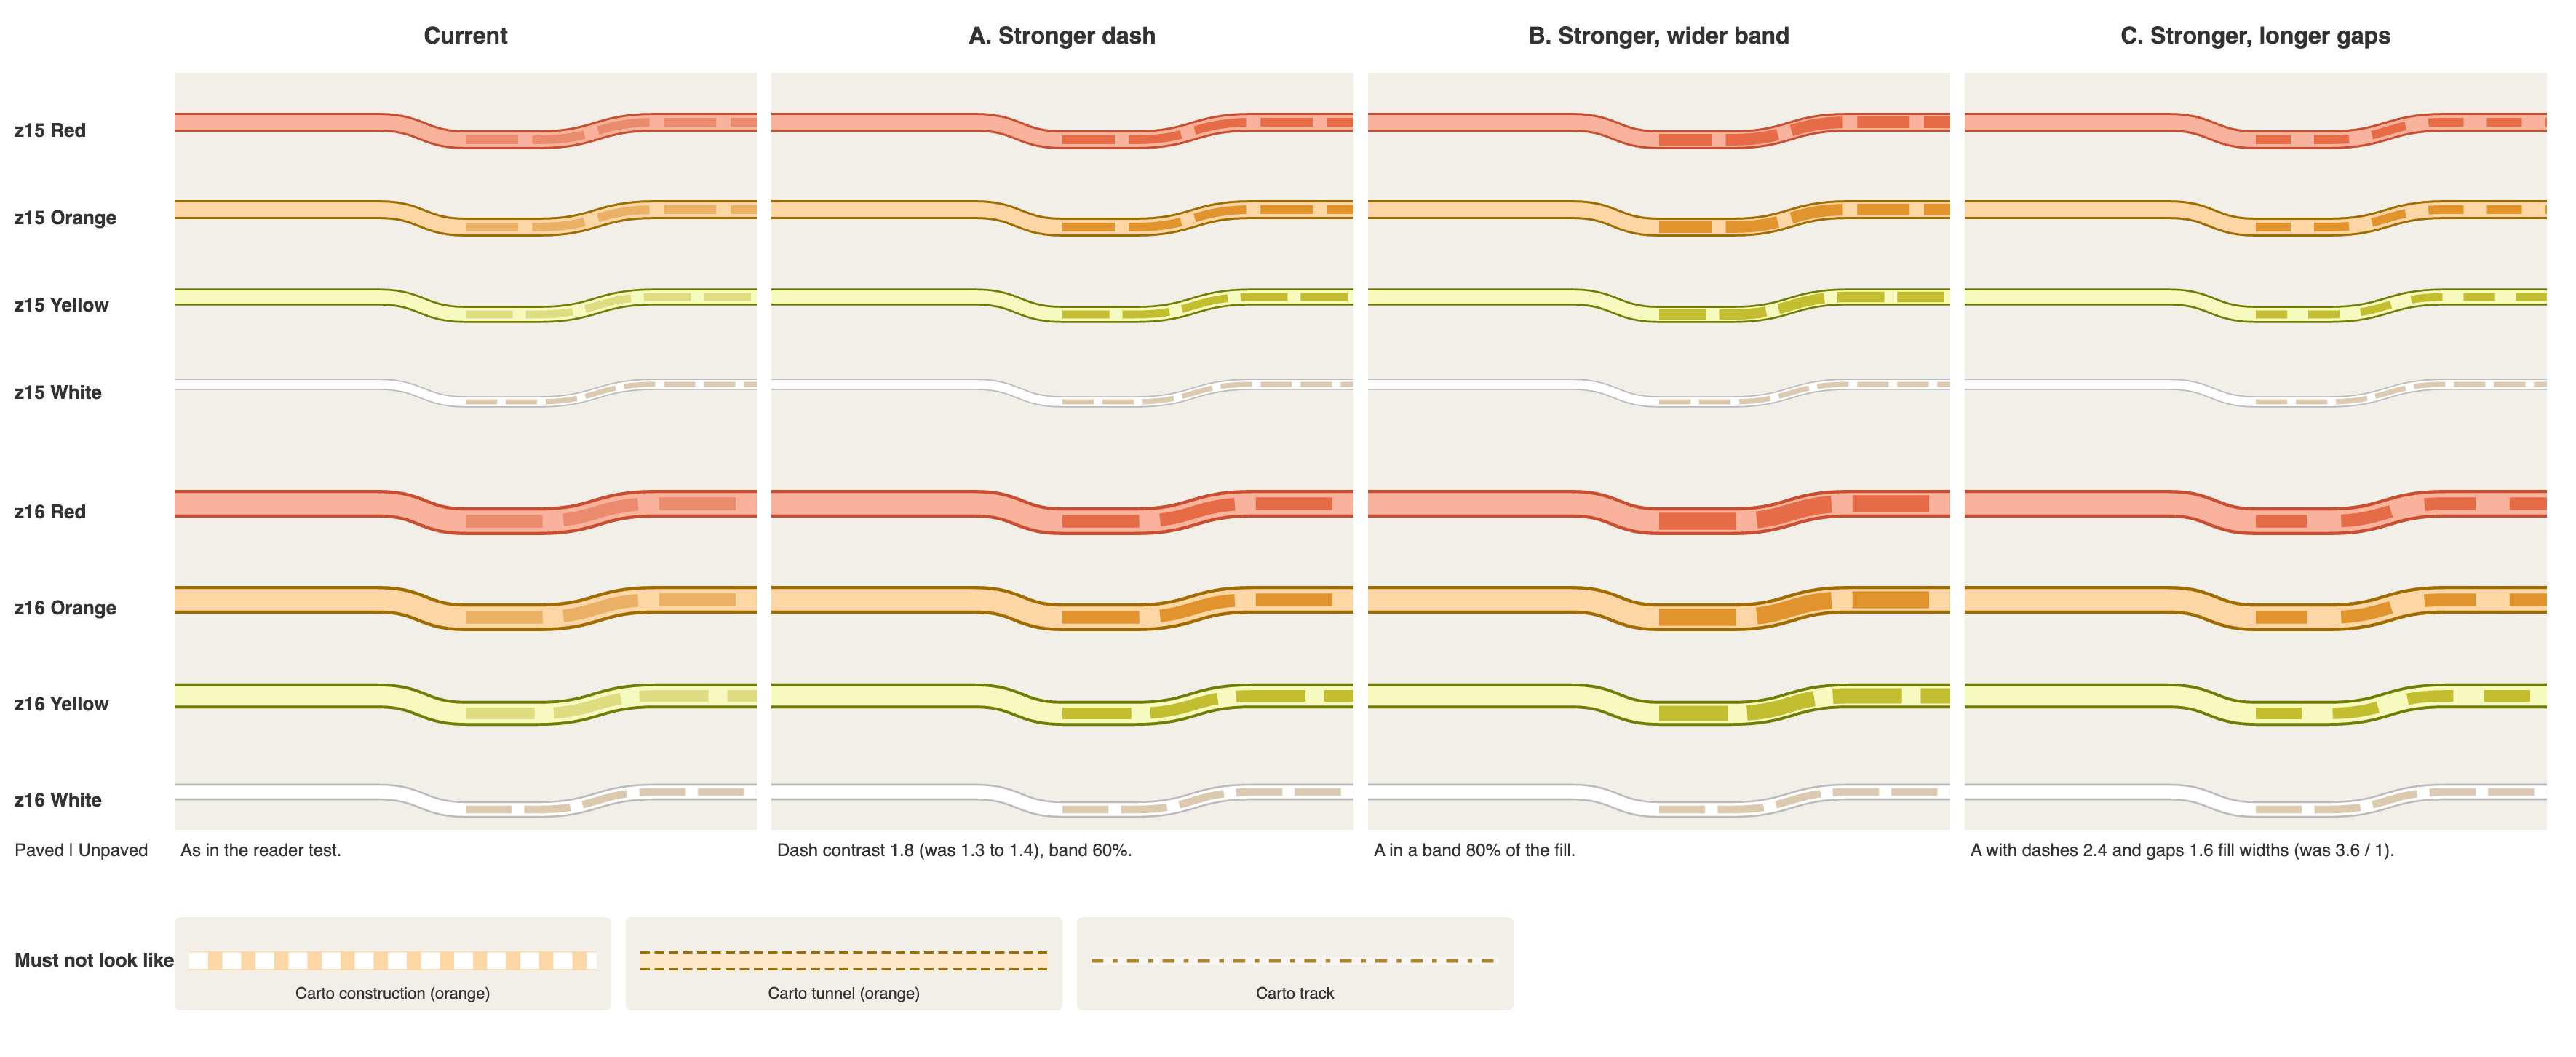 Current
A. Stronger dash
B. Stronger, wider band
C. Stronger, longer gaps
z15 Red
z15 Orange
z15 Yellow
z15 White
z16 Red
z16 Orange
z16 Yellow
z16 White
Paved | Unpaved
As in the reader test.
Dash contrast 1.8 (was 1.3 to 1.4), band 60%.
A in a band 80% of the fill.
A with dashes 2.4 and gaps 1.6 fill widths (was 3.6 / 1).
Must not look like
Carto construction (orange)
Carto tunnel (orange)
Carto track